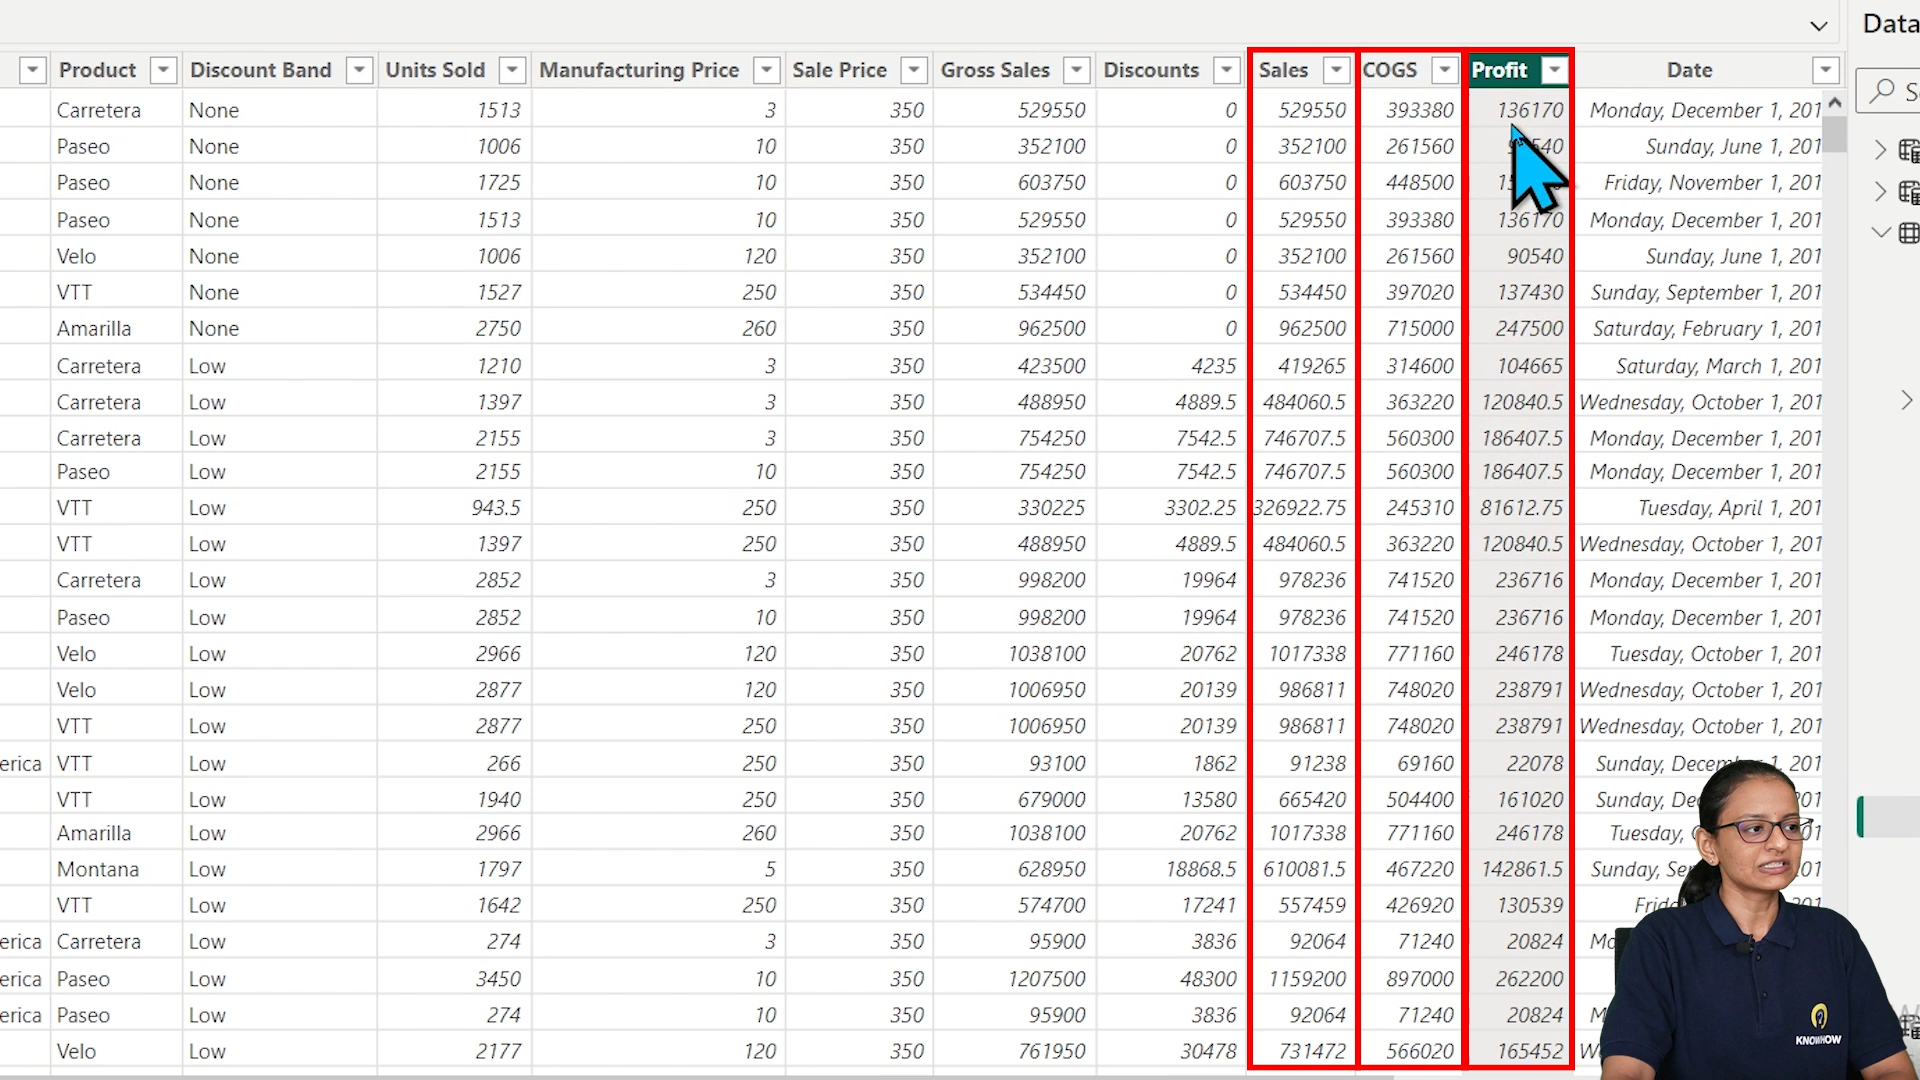 Data
Product Discount Band Units Sold Manufacturing Price Sale Price Gross Sales Discounts Sales COGS Profit Date
Carretera None 1513 3 350 529550 0 529550 393380 136170 Monday, December 1, 201
Paseo None 1006 10 350 352100 0 352100 261560 Sunday, June 1, 201
Paseo None 1725 10 350 603750 0 603750 448500 Friday, November 1, 201
Paseo None 1513 10 350 529550 0 529550 393380 136170 Monday, December 1, 201
Velo None 1006 120 350 352100 0 352100 261560 90540 Sunday, June 1, 201
VTT None 1527 250 350 534450 0 534450 397020 137430 Sunday, September 1, 201
Amarilla None 2750 260 350 962500 0 962500 715000 247500 Saturday, February 1, 201
Carretera Low 1210 3 350 423500 4235 419265 314600 104665 Saturday, March 1, 201
Carretera Low 1397 3 350 488950 4889.5 484060.5 363220 120840.5 Wednesday, October 1, 201
Carretera Low 2155 3 350 754250 7542.5 746707.5 560300 186407.5 Monday, December 1, 201
Paseo Low 2155 10 350 754250 7542.5 746707.5 560300 186407.5 Monday, December 1, 201
VTT Low 943.5 250 350 330225 3302.25 326922.75 245310 81612.75 Tuesday, April 1, 201
VTT Low 1397 250 350 488950 4889.5 484060.5 363220 120840.5 Wednesday, October 1, 201
Carretera Low 2852 3 350 998200 19964 978236 741520 236716 Monday, December 1, 201
Paseo Low 2852 10 350 998200 19964 978236 741520 236716 Monday, December 1, 201
Velo Low 2966 120 350 1038100 20762 1017338 771160 246178 Tuesday, October 1, 201
Velo Low 2877 120 350 1006950 20139 986811 748020 238791 Wednesday, October 1, 201
VTT Low 2877 250 350 1006950 20139 986811 748020 238791 Wednesday, October 1, 201
erica VTT Low 266 250 350 93100 1862 91238 69160 22078 Sunday, 1, 201
VTT Low 1940 250 350 679000 13580 665420 504400 161020 Sunday, 201
Amarilla Low 2966 260 350 1038100 20762 1017338 771160 246178 Tuesday,
Montana Low 1797 5 350 628950 18868.5 610081.5 467220 142861.5 Sunday,
VTT Low 1642 250 350 574700 17241 557459 426920 130539
erica Carretera Low 274 3 350 95900 3836 92064 71240 20824
erica Paseo Low 3450 10 350 1207500 48300 1159200 897000 262200
erica Paseo Low 274 10 350 95900 3836 92064 71240 20824
Velo Low 2177 120 350 761950 30478 731472 566020 165452
KNOWHOW